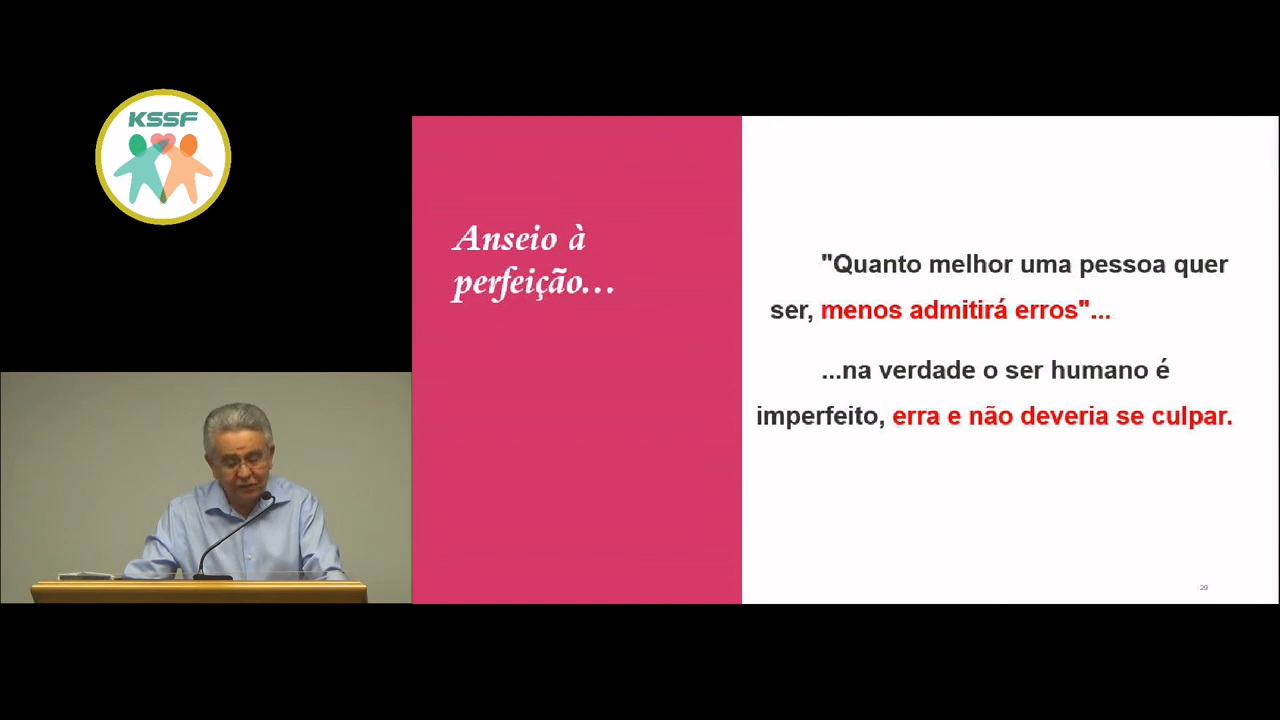 KSSF
Anseio à
perfeição...
"Quanto melhor uma pessoa quer
ser, menos admitirá erros"...
...na verdade o ser humano é
imperfeito, erra e não deveria se culpar.
29